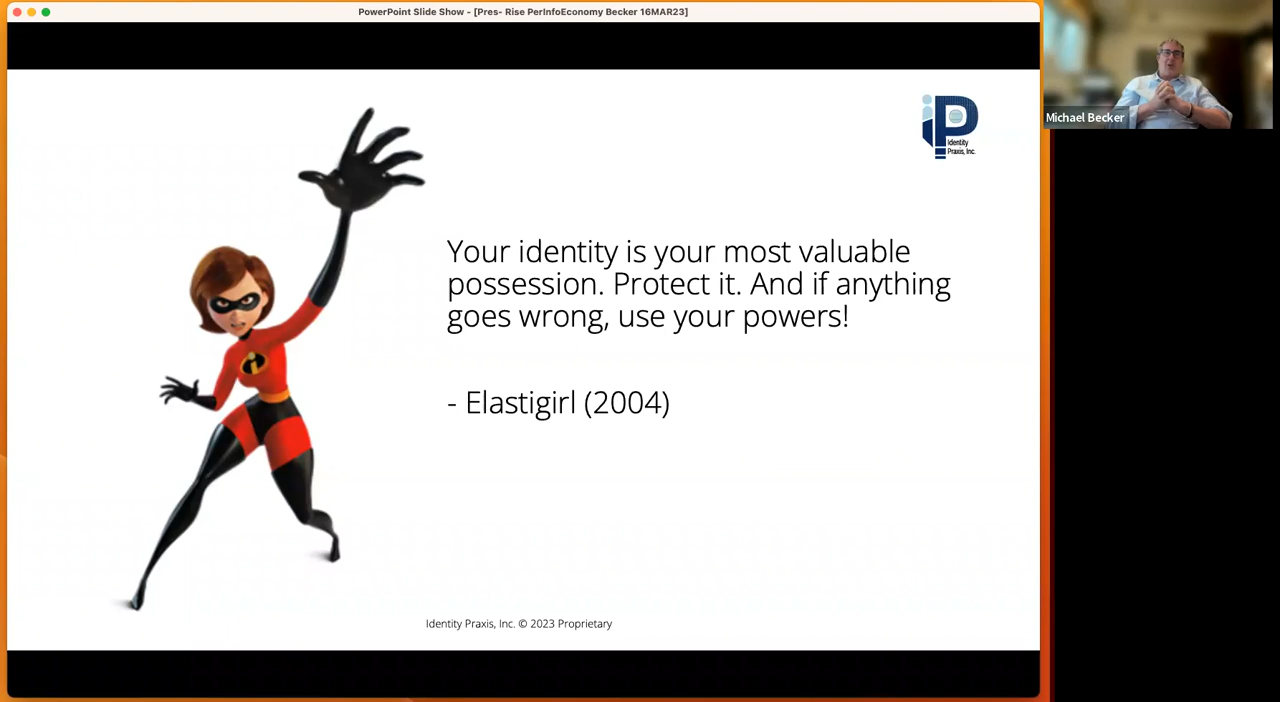 PowerPoint Slide Show - [Pres- Rise PerInfoEconomy Becker 16MAR23]
Michael Becker
iP
Identity
Praxis, Inc.
Your identity is your most valuable
possession. Protect it. And if anything
goes wrong, use your powers!
- Elastigirl (2004)
i
Identity Praxis, Inc. © 2023 Proprietary